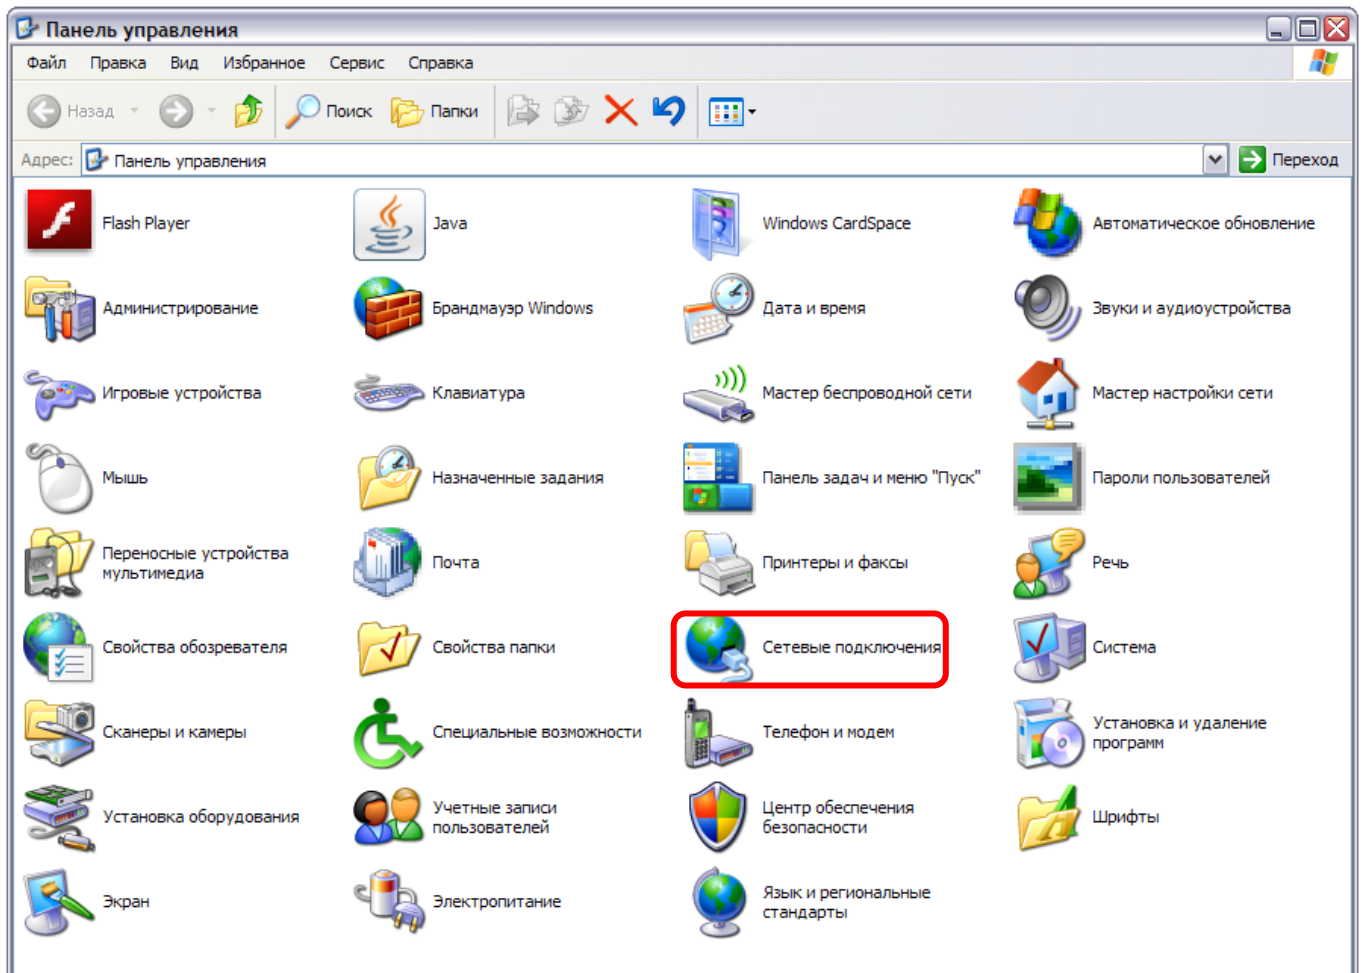 Панель управления
Файл Правка Вид Избранное Сервис Справка
Назад Поиск Папки
Адрес: Панель управления Переход
Flash Player Java Windows CardSpace Автоматическое обновление
Администрирование Брандмауэр Windows Дата и время Звуки и аудиоустройства
Игровые устройства Клавиатура Мастер беспроводной сети Мастер настройки сети
Мышь Назначенные задания Панель задач и меню "Пуск" Пароли пользователей
Переносные устройства
мультимедиа
Почта Принтеры и факсы Речь
Свойства обозревателя Свойства папки Сетевые подключения Система
Сканеры и камеры Специальные возможности Телефон и модем
Установка и удаление
программ
Установка оборудования
Учетные записи
пользователей
Центр обеспечения
безопасности
Шрифты
Экран Электропитание
Язык и региональные
стандарты